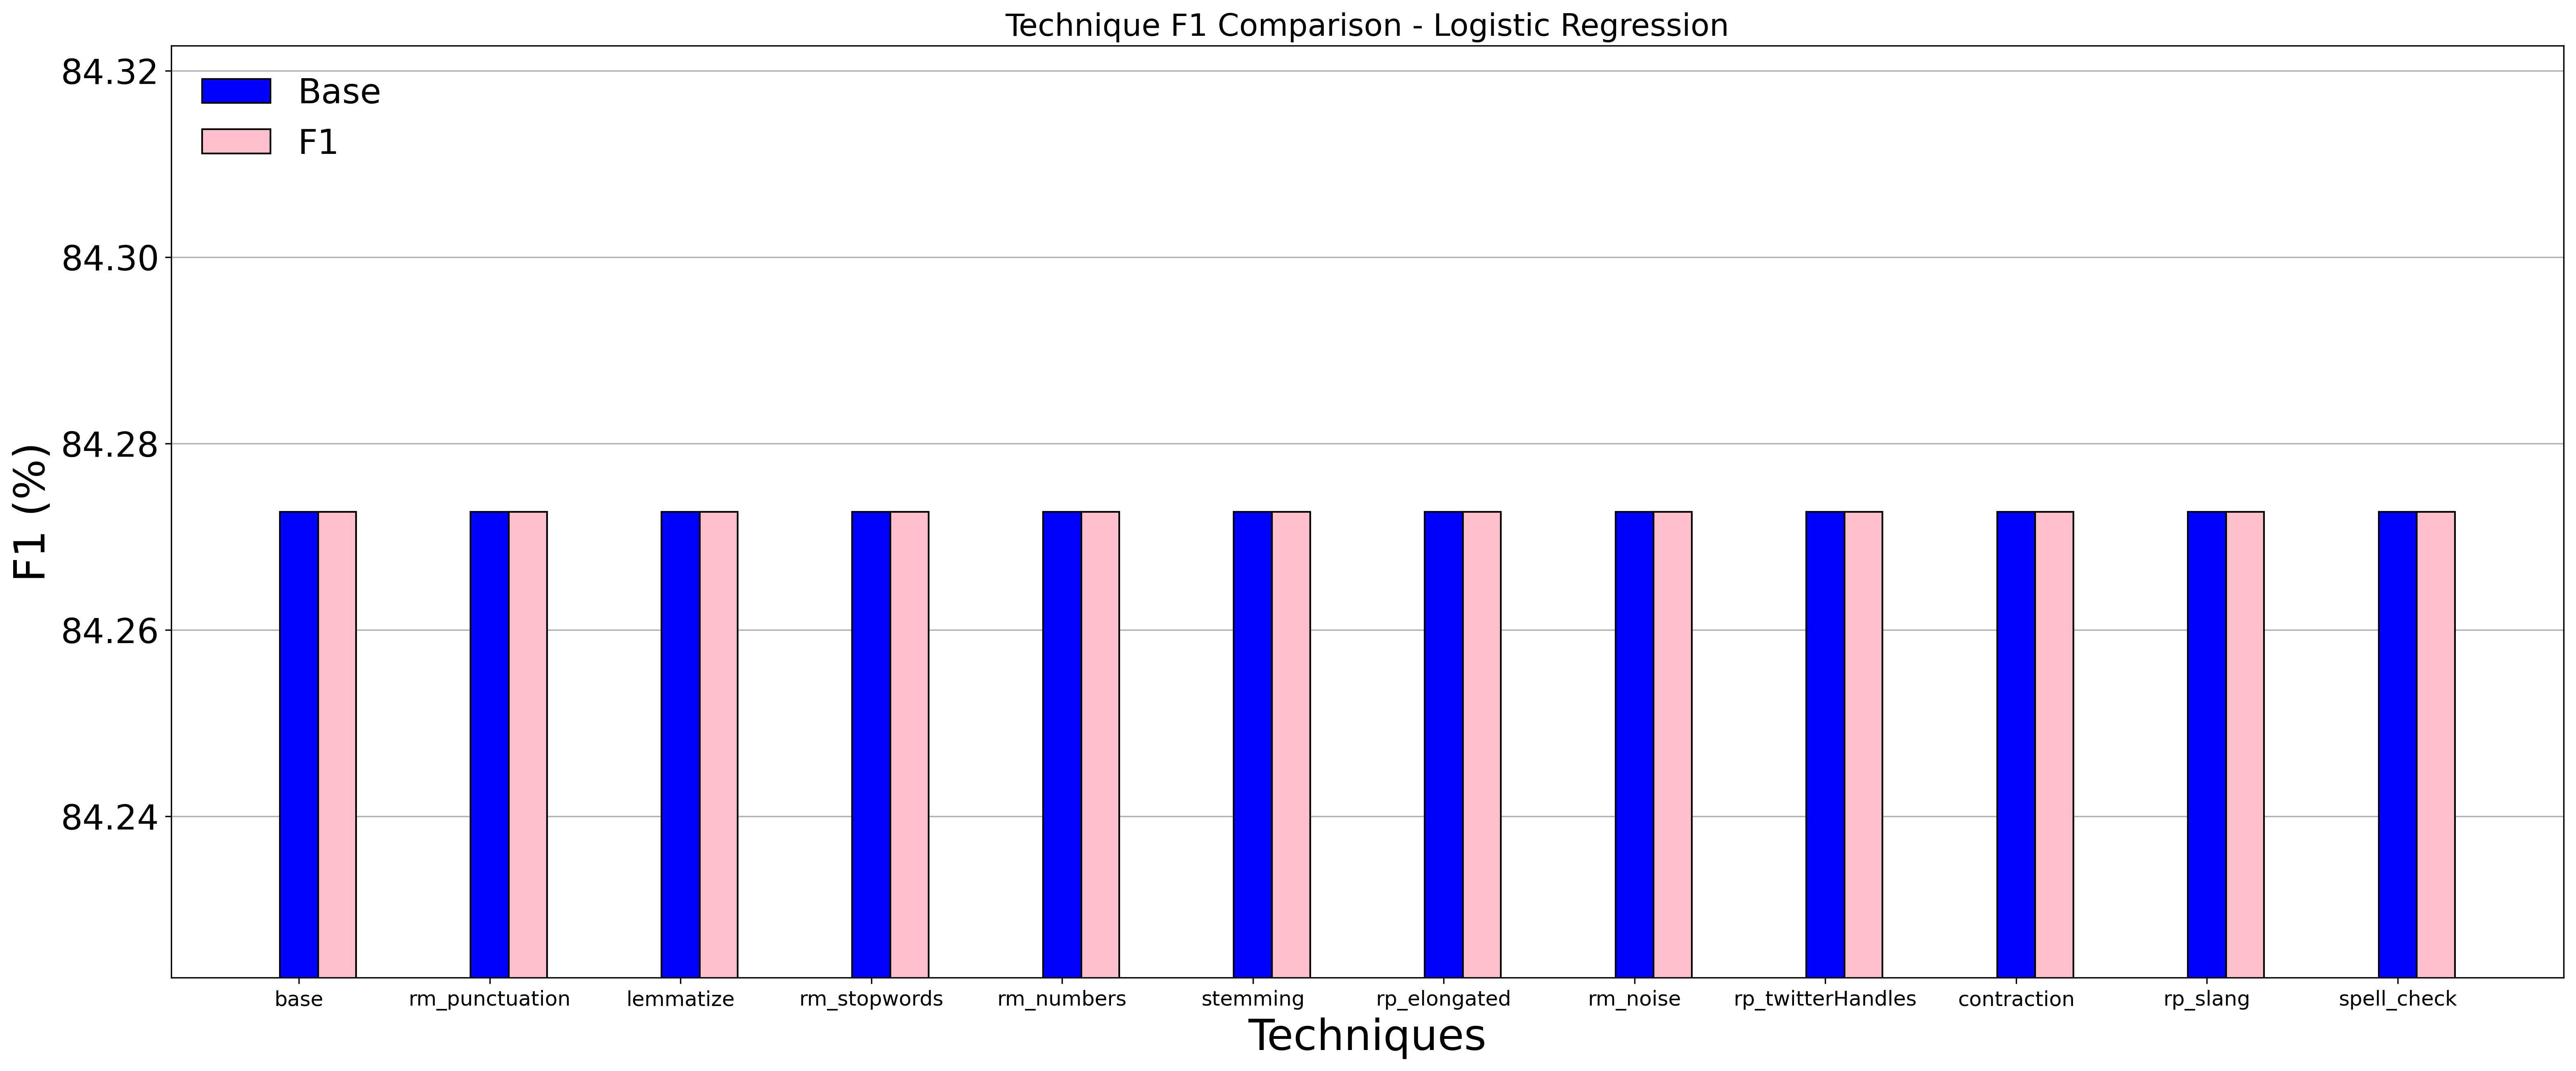 Technique F1 Comparison - Logistic Regression
Base
F1
84.32
84.30
84.28
84.26
84.24
F1 (%)
base rm_punctuation lemmatize rm_stopwords rm_numbers stemming rp_elongated rm_noise rp_twitterHandles contraction rp_slang spell_check
Techniques